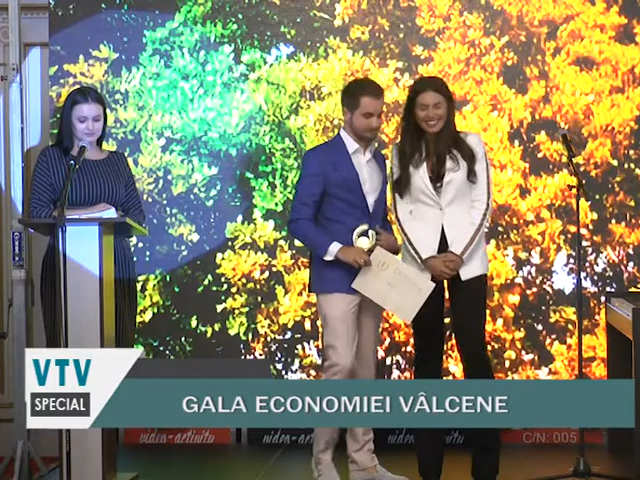 VTV
SPECIAL
GALA ECONOMIEI VÂLCENE
C/N: 005